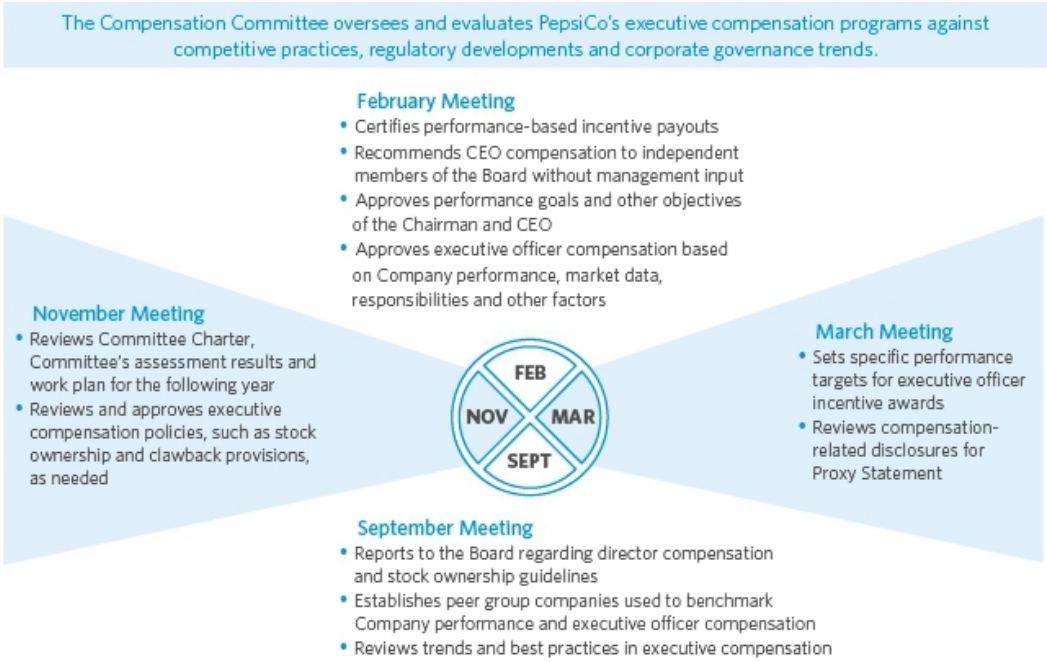 The Compensation Committee oversees and evaluates PepsiCo's executive compensation programs against
competitive practices, regulatory developments and corporate governance trends.
February Meeting
• Certifies performance-based incentive payouts
• Recommends CEO compensation to independent
members of the Board without management input
• Approves performance goals and other objectives
of the Chairman and CEO
• Approves executive officer compensation based
on Company performance, market data,
responsibilities and other factors
November Meeting
• Reviews Committee Charter,
Committee's assessment results and
work plan for the following year
• Reviews and approves executive
compensation policies, such as stock
ownership and clawback provisions,
as needed
FEB
NOV
MAR
SEPT
March Meeting
• Sets specific performance
targets for executive officer
incentive awards
• Reviews compensation-
related disclosures for
Proxy Statement
September Meeting
• Reports to the Board regarding director compensation
and stock ownership guidelines
• Establishes peer group companies used to benchmark
Company performance and executive officer compensation
• Reviews trends and best practices in executive compensation